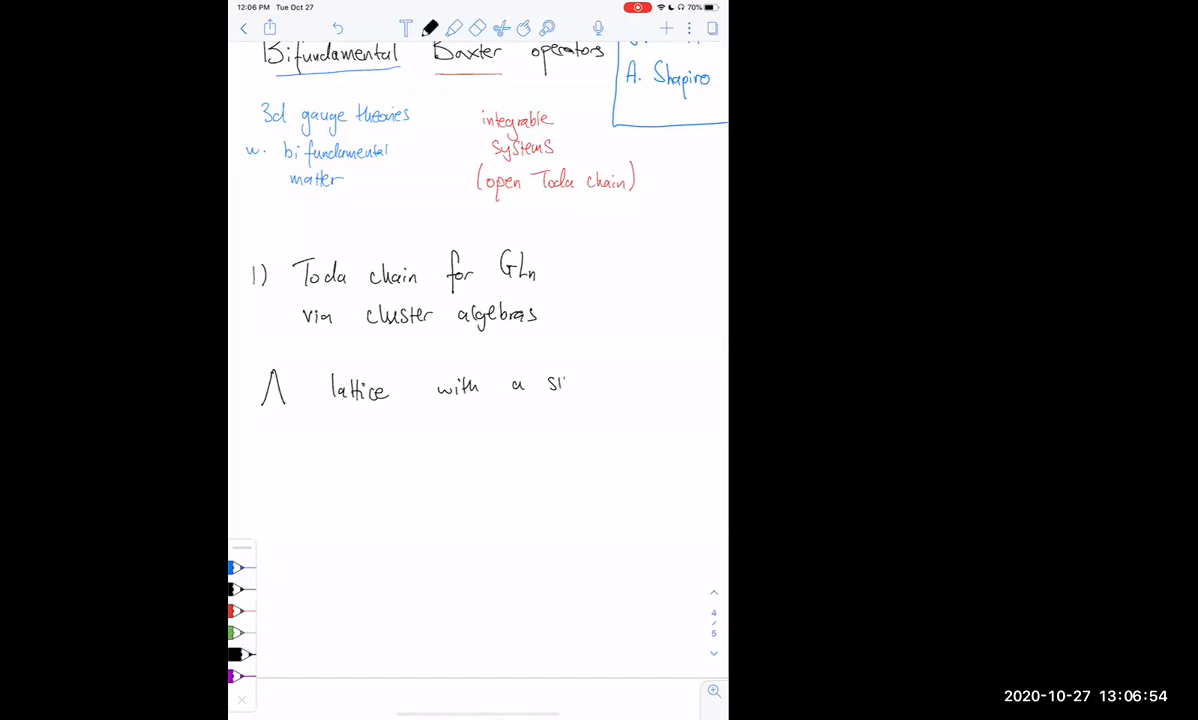 12:06 PM Tue Oct 27
70%
Bifundamental Baxter operators
A. Shapiro
3d gauge theories
w. bifundamental
matter
integrable
systems
(open Toda chain)
1) Toda chain for GLn
via cluster algebras
Λ lattice with a
4
/
5
2020-10-27 13:06:54